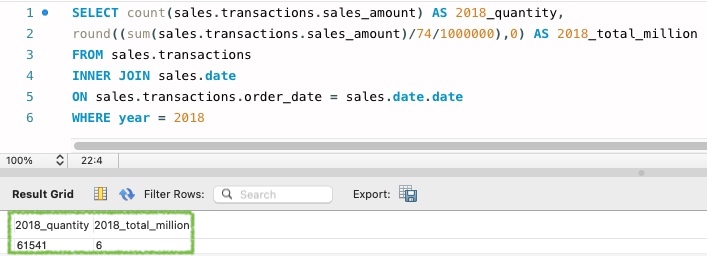 1 SELECT count(sales.transactions.sales_amount) AS 2018_quantity,
2 round((sum(sales.transactions.sales_amount)/74/1000000),0) AS 2018_total_million
3 FROM sales.transactions
4 INNER JOIN sales.date
5 ON sales.transactions.order_date = sales.date.date
6 WHERE year = 2018
100% 22:4
Result Grid Filter Rows: Search Export:
2018_quantity 2018_total_million
61541 6